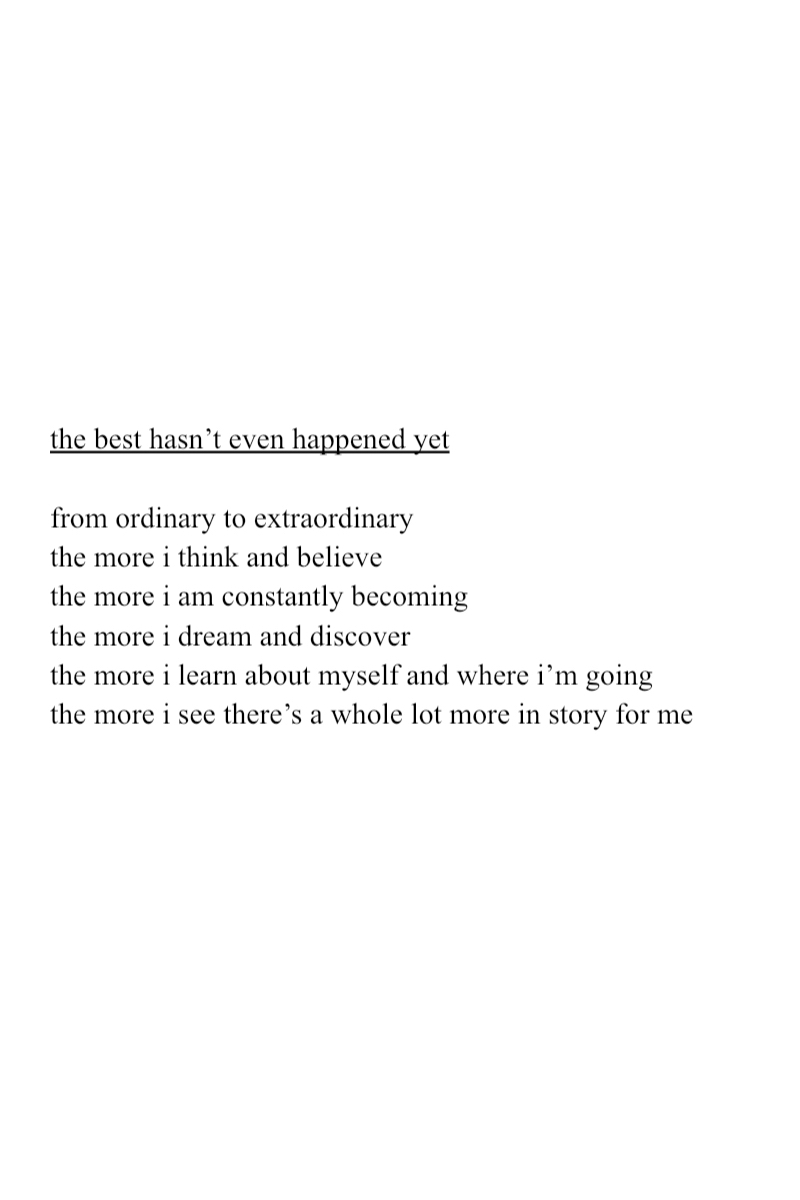 the best hasn’t even happened yet
from ordinary to extraordinary
the more i think and believe
the more i am constantly becoming
the more i dream and discover
the more i learn about myself and where i’m going
the more i see there’s a whole lot more in story for me